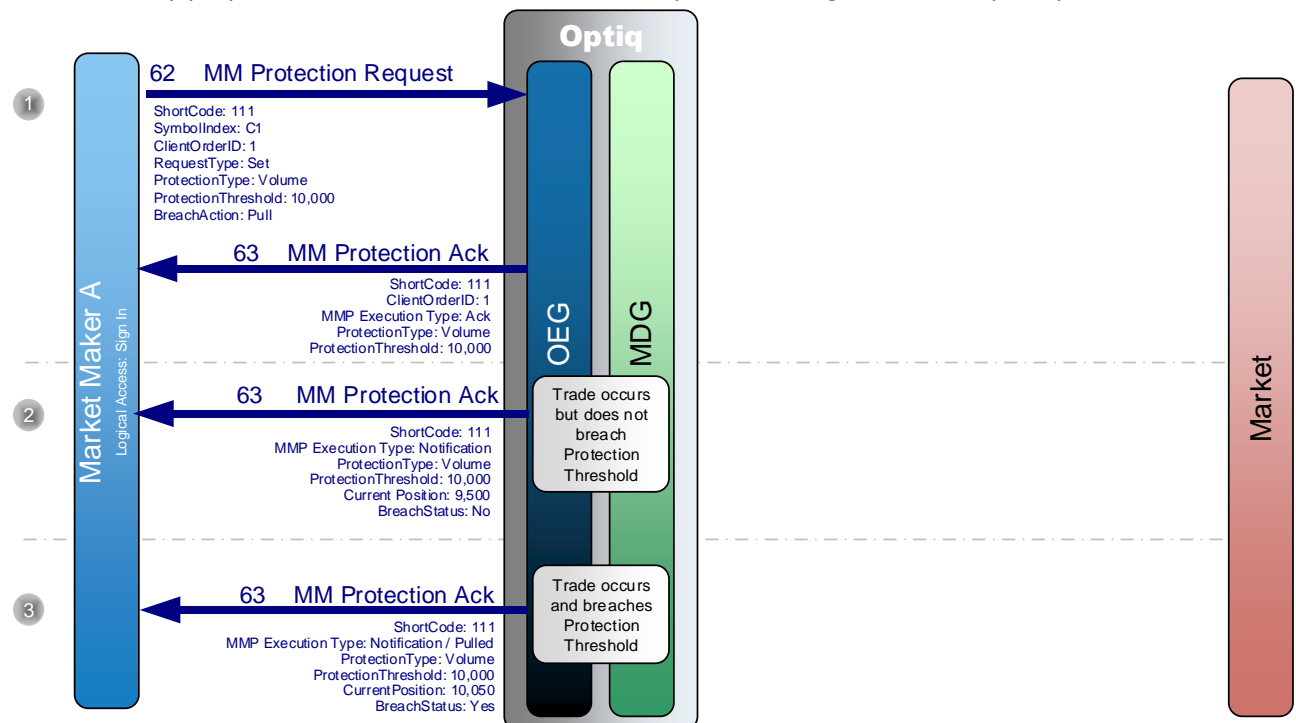 Optiq
62 MM Protection Request
1
ShortCode: 111
SymbolIndex: C1
ClientOrderID: 1
RequestType: Set
ProtectionType: Volume
ProtectionThreshold: 10,000
BreachAction: Pull
63 MM Protection Ack
ShortCode: 111
ClientOrderID: 1
MMP Execution Type: Ack
ProtectionType: Volume
ProtectionThreshold: 10,000
Market Maker A
Logical Access: Sign In
OEG
MDG
Market
2
63 MM Protection Ack
ShortCode: 111
MMP Execution Type: Notification
ProtectionType: Volume
ProtectionThreshold: 10,000
Current Position: 9,500
BreachStatus: No
Trade occurs
but does not
breach
Protection
Threshold
3
63 MM Protection Ack
ShortCode: 111
MMP Execution Type: Notification / Pulled
ProtectionType: Volume
ProtectionThreshold: 10,000
CurrentPosition: 10,050
BreachStatus: Yes
Trade occurs
and breaches
Protection
Threshold